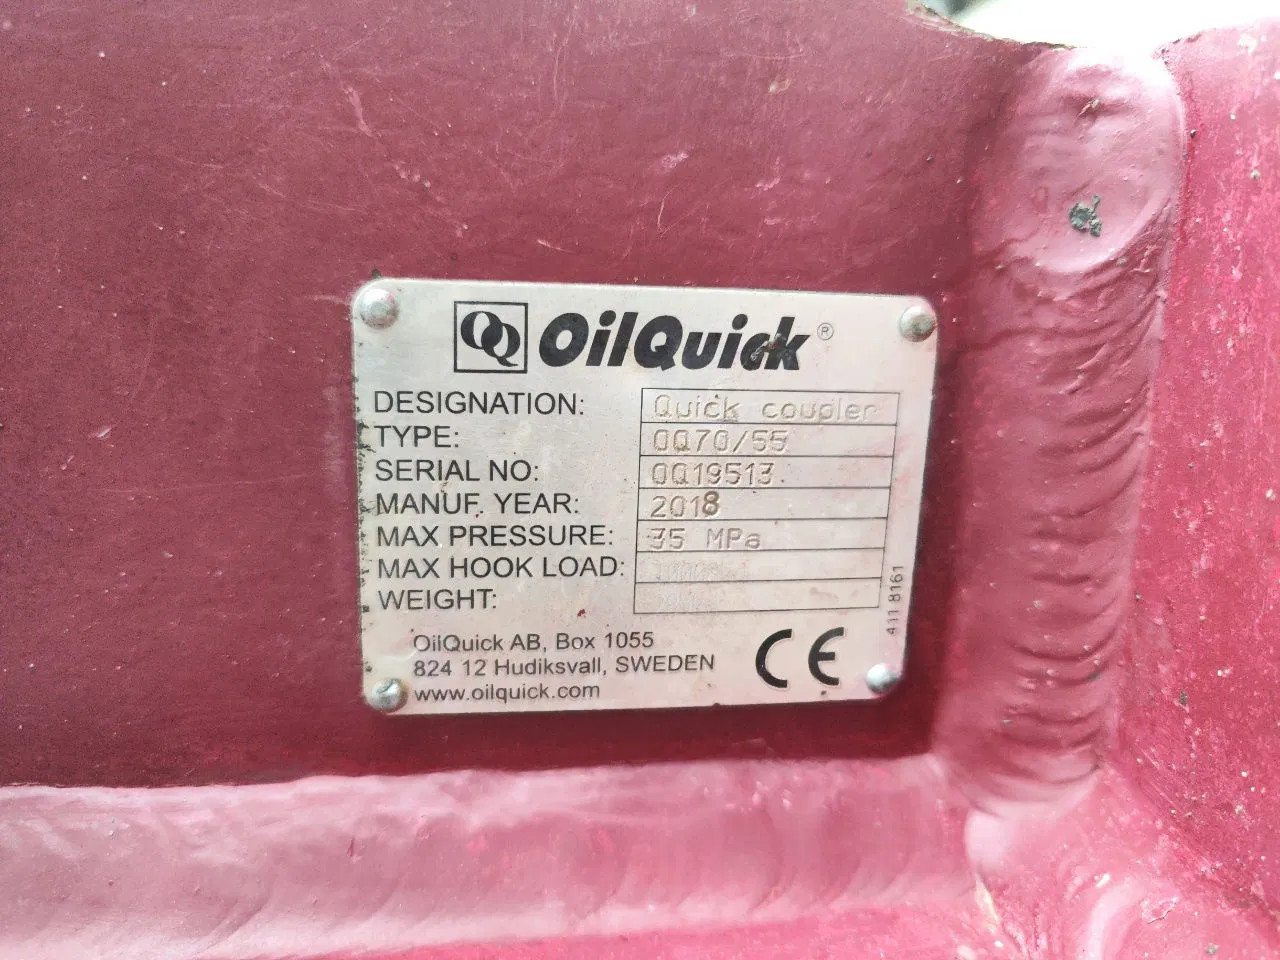 QQ OilQuick®
DESIGNATION: Quick coupler
TYPE: OQ70/55
SERIAL NO: OQ19513
MANUF. YEAR: 2018
MAX PRESSURE: 35 MPa
MAX HOOK LOAD:
WEIGHT:
411 8161
OilQuick AB, Box 1055
824 12 Hudiksvall, SWEDEN
www.oilquick.com
CE